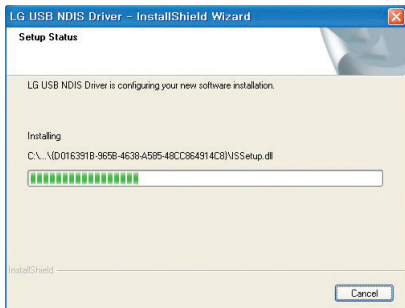 LG USB NDIS Driver - InstallShield Wizard
Setup Status
LG USB NDIS Driver is configuring your new software installation.
Installing
C:\...\{D016391B-965B-4638-A585-48CC864914C8}\ISSetup.dll
InstallShield
Cancel